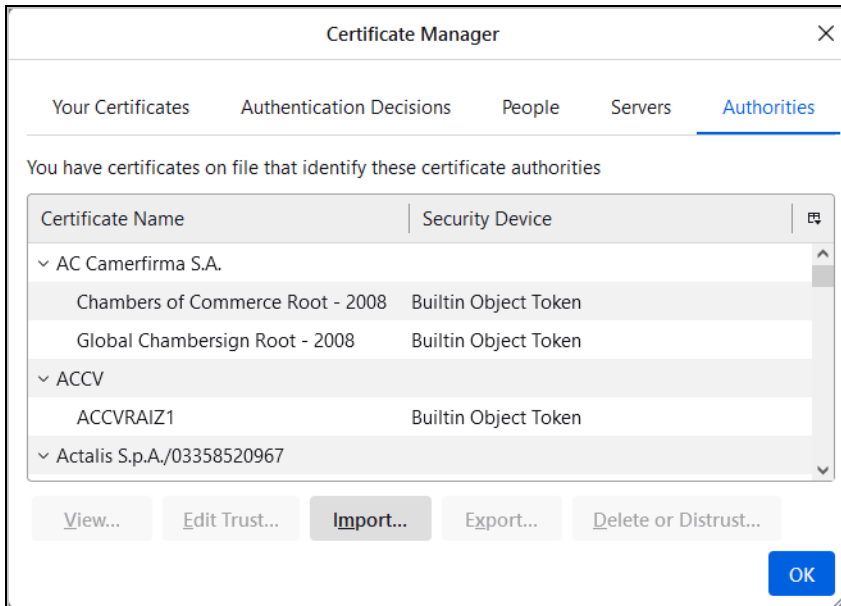 Certificate Manager
Your Certificates Authentication Decisions People Servers Authorities
You have certificates on file that identify these certificate authorities
Certificate Name Security Device
AC Camerfirma S.A.
Chambers of Commerce Root - 2008 Builtin Object Token
Global Chambersign Root - 2008 Builtin Object Token
ACCV
ACCVRAIZ1 Builtin Object Token
Actalis S.p.A./03358520967
View... Edit Trust... Import... Export... Delete or Distrust...
OK